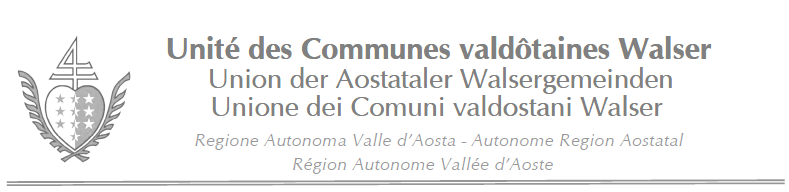 Unité des Communes valdôtaines Walser
Union der Aostataler Walsergemeinden
Unione dei Comuni valdostani Walser
Regione Autonoma Valle d'Aosta - Autonome Region Aostatal
Région Autonome Vallée d'Aoste